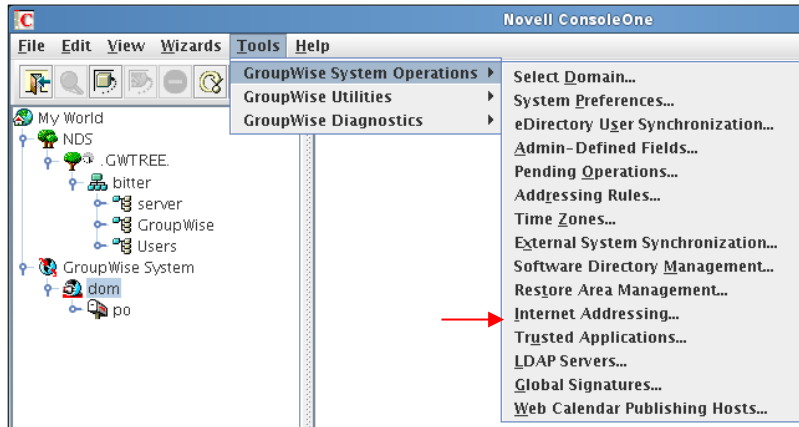 Novell ConsoleOne
File Edit View Wizards Tools Help
GroupWise System Operations
GroupWise Utilities
GroupWise Diagnostics
Select Domain...
System Preferences...
eDirectory User Synchronization...
Admin-Defined Fields...
Pending Operations...
Addressing Rules...
Time Zones...
External System Synchronization...
Software Directory Management...
Restore Area Management...
Internet Addressing...
Trusted Applications...
LDAP Servers...
Global Signatures...
Web Calendar Publishing Hosts...
My World
NDS
.GWTREE.
bitter
server
GroupWise
Users
GroupWise System
dom
po